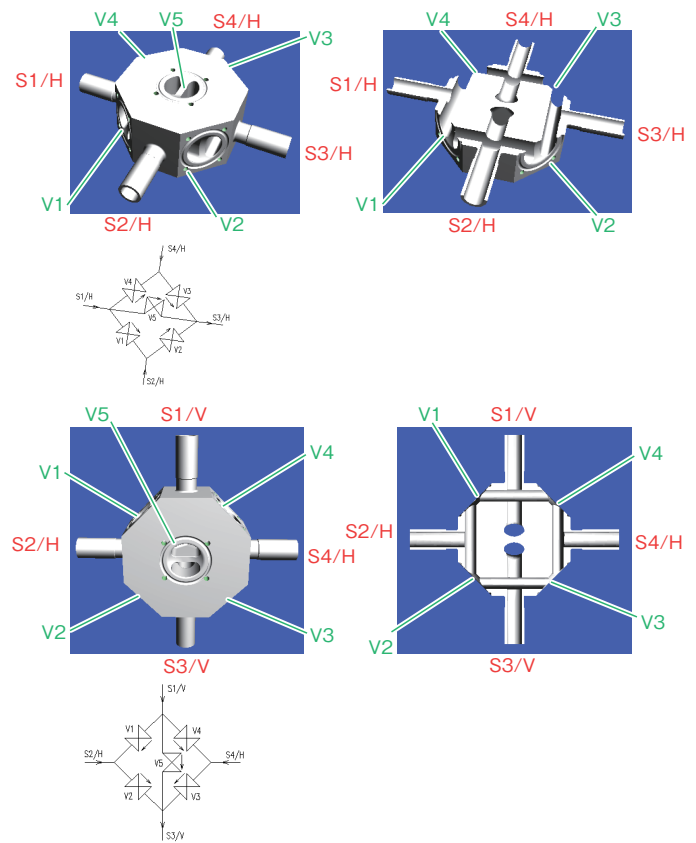 V4 V5 S4/H V3
S1/H
S3/H
V1 S2/H V2
V4 S4/H V3
S1/H
S3/H
V1 S2/H V2
S4/H
V4 V3
S1/H
V5
S3/H
V1 V2
S2/H
V5 S1/V
V4
V1
S2/H
S4/H
V2 V3
S3/V
V1 S1/V
V4
S2/H
S4/H
V3
V2
S3/V
S1/V
V1 V4
S2/H S4/H
V5
V2 V3
S3/V